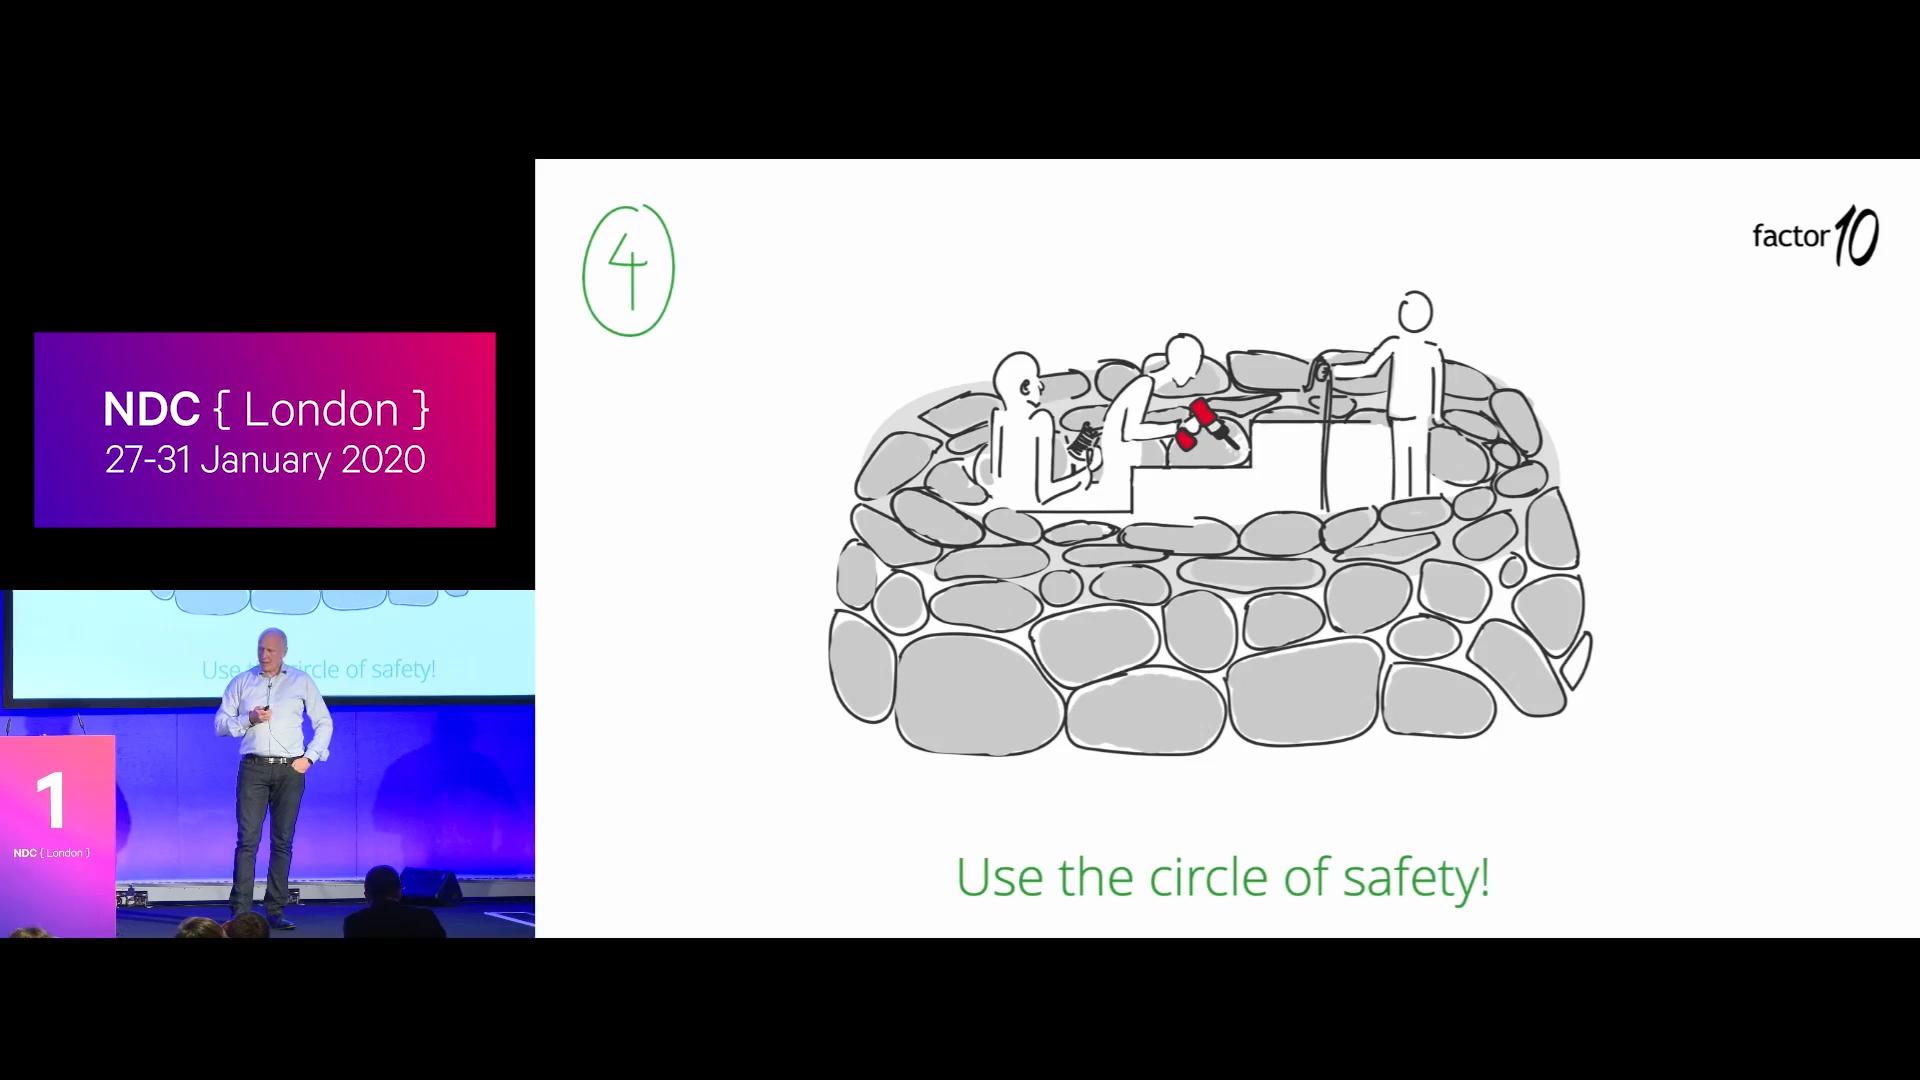 NDC { London }
27-31 January 2020
4
factor10
Use the circle of safety!
Use the circle of safety!
1
NDC { London }